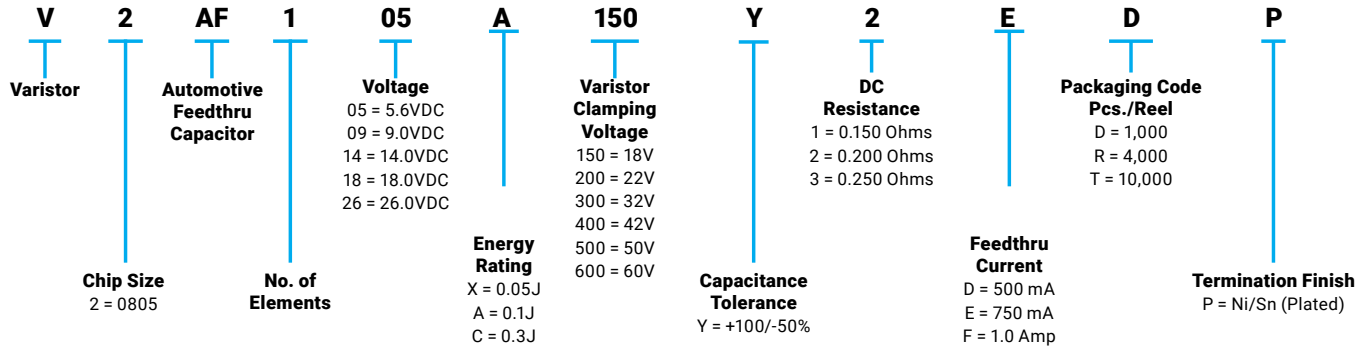 V 2 AF 1 05 A 150 Y 2 E D P
Varistor
Automotive
Feedthru
Capacitor
Voltage
05 = 5.6VDC
09 = 9.0VDC
14 = 14.0VDC
18 = 18.0VDC
26 = 26.0VDC
Varistor
Clamping
Voltage
150 = 18V
200 = 22V
300 = 32V
400 = 42V
500 = 50V
600 = 60V
DC
Resistance
1 = 0.150 Ohms
2 = 0.200 Ohms
3 = 0.250 Ohms
Packaging Code
Pcs./Reel
D = 1,000
R = 4,000
T = 10,000
Chip Size
2 = 0805
No. of
Elements
Energy
Rating
X = 0.05J
A = 0.1J
C = 0.3J
Capacitance
Tolerance
Y = +100/-50%
Feedthru
Current
D = 500 mA
E = 750 mA
F = 1.0 Amp
Termination Finish
P = Ni/Sn (Plated)